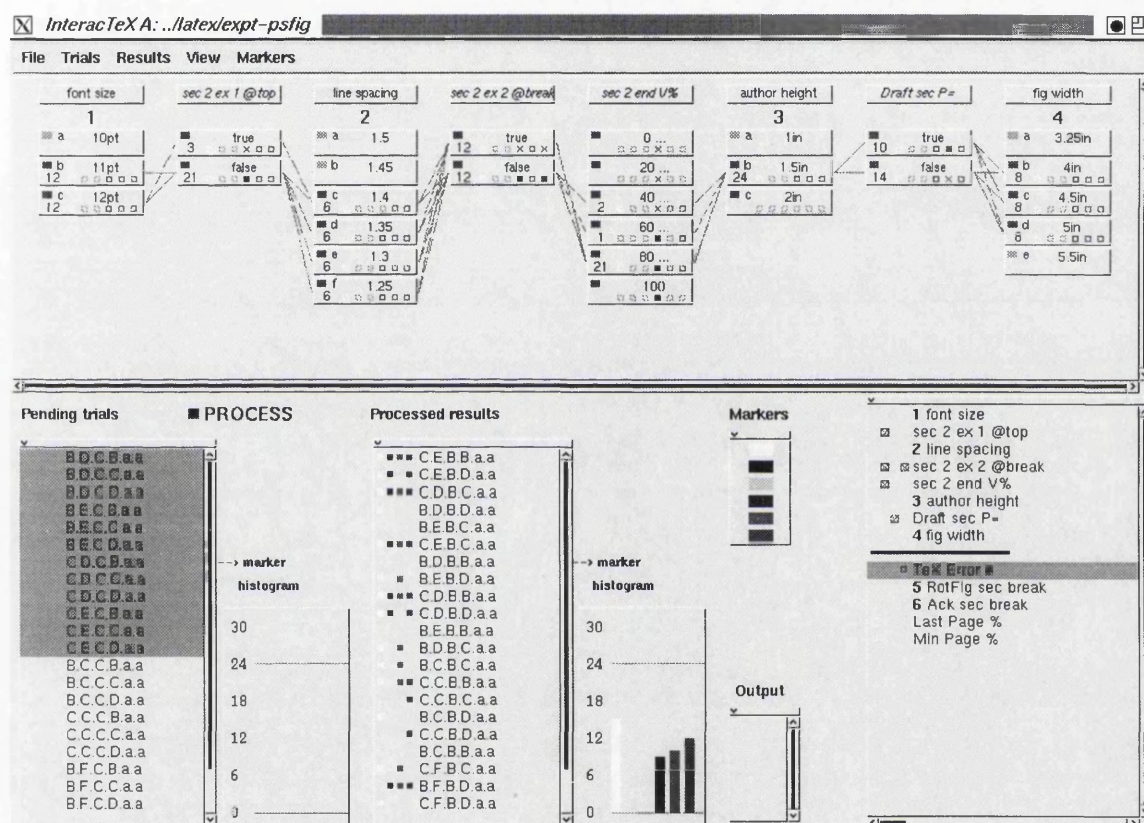 InteracTeX A: ../latex/expt-psfig
File Trials Results View Markers
font size
1
a 10pt
b 11pt
12
c 12pt
12
sec 2 ex 1 @top
true
3
false
21
line spacing
2
a 1.5
b 1.45
c 1.4
6
d 1.35
6
e 1.3
6
f 1.25
6
sec 2 ex 2 @break
true
12
false
12
sec 2 end V%
0 ...
20 ...
40 ...
2
60 ...
1
80 ...
21
100
author height
3
a 1in
b 1.5in
24
c 2in
Draft sec P=
true
10
false
14
fig width
4
a 3.25in
b 4in
8
c 4.5in
8
d 5in
8
e 5.5in
Pending trials
PROCESS
B.D.C.B.a.a
B.D.C.C.a.a
B.D.C.D.a.a
B.E.C.B.a.a
B.E.C.C.a.a
B.E.C.D.a.a
C.D.C.B.a.a
C.D.C.C.a.a
C.D.C.D.a.a
C.E.C.B.a.a
C.E.C.C.a.a
C.E.C.D.a.a
B.C.C.B.a.a
B.C.C.C.a.a
B.C.C.D.a.a
C.C.C.B.a.a
C.C.C.C.a.a
C.C.C.D.a.a
B.F.C.B.a.a
B.F.C.C.a.a
B.F.C.D.a.a
marker
histogram
30
24
18
12
6
0
Processed results
C.E.B.B.a.a
C.E.B.D.a.a
C.D.B.C.a.a
B.D.B.D.a.a
B.E.B.C.a.a
C.E.B.C.a.a
B.D.B.B.a.a
B.E.B.D.a.a
C.D.B.B.a.a
C.D.B.D.a.a
B.E.B.B.a.a
B.D.B.C.a.a
B.C.B.C.a.a
C.C.B.B.a.a
C.C.B.C.a.a
B.C.B.D.a.a
C.C.B.D.a.a
B.C.B.B.a.a
C.F.B.C.a.a
B.F.B.D.a.a
C.F.B.D.a.a
marker
histogram
30
24
18
12
6
0
Markers
Output
1 font size
sec 2 ex 1 @top
2 line spacing
sec 2 ex 2 @break
sec 2 end V%
3 author height
Draft sec P=
4 fig width
TeX Error
5 RotFig sec break
6 Ack sec break
Last Page %
Min Page %